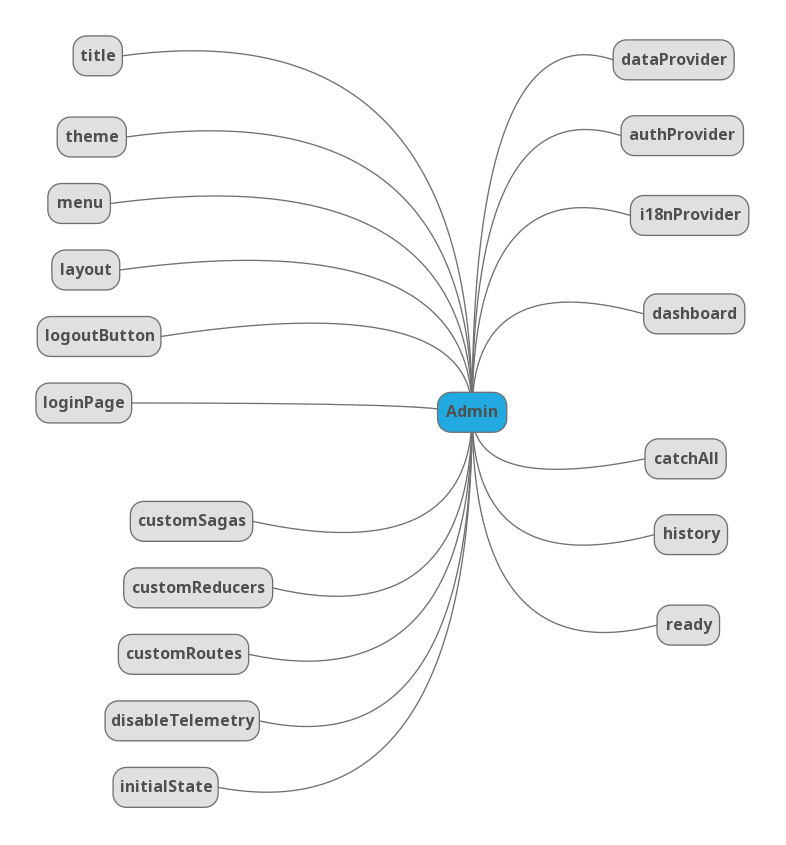 title
theme
menu
layout
logoutButton
loginPage
customSagas
customReducers
customRoutes
disableTelemetry
initialState
Admin
dataProvider
authProvider
i18nProvider
dashboard
catchAll
history
ready